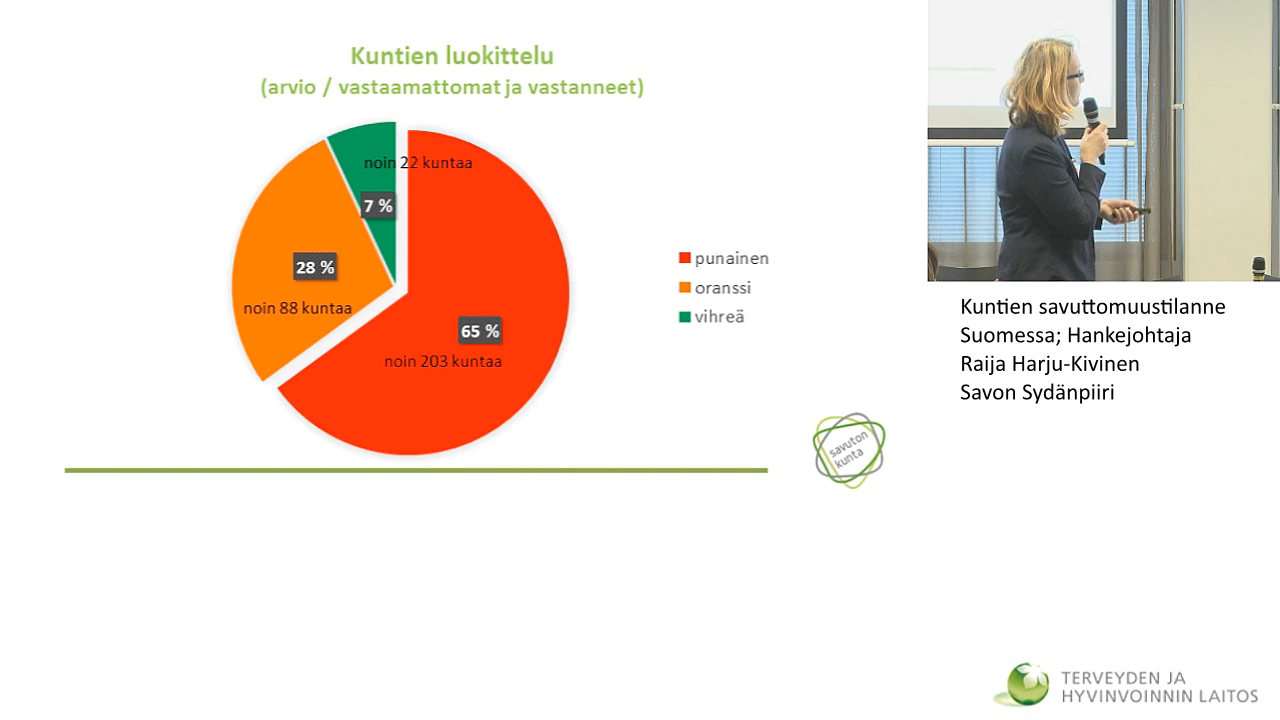 Kuntien luokittelu
(arvio / vastaamattomat ja vastanneet)
noin 22 kuntaa
7 %
28 %
noin 88 kuntaa
65 %
noin 203 kuntaa
punainen
oranssi
vihreä
savuton
kunta
Kuntien savuttomuustilanne
Suomessa; Hankejohtaja
Raija Harju-Kivinen
Savon Sydänpiiri
TERVEYDEN JA
HYVINVOINNIN LAITOS